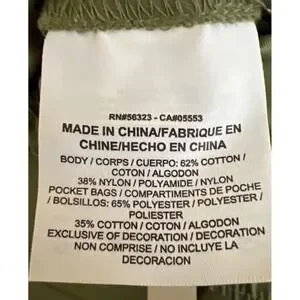 RN#56323 - CA#05553
MADE IN CHINA/FABRIQUE EN
CHINE/HECHO EN CHINA
BODY / CORPS / CUERPO: 62% COTTON /
COTON / ALGODON
38% NYLON / POLYAMIDE / NYLON
POCKET BAGS / COMPARTIMENTS DE POCHE
/ BOLSILLOS: 65% POLYESTER / POLYESTER /
POLIESTER
35% COTTON / COTON / ALGODON
EXCLUSIVE OF DECORATION / DECORATION
NON COMPRISE / NO INCLUYE LA
DECORACION